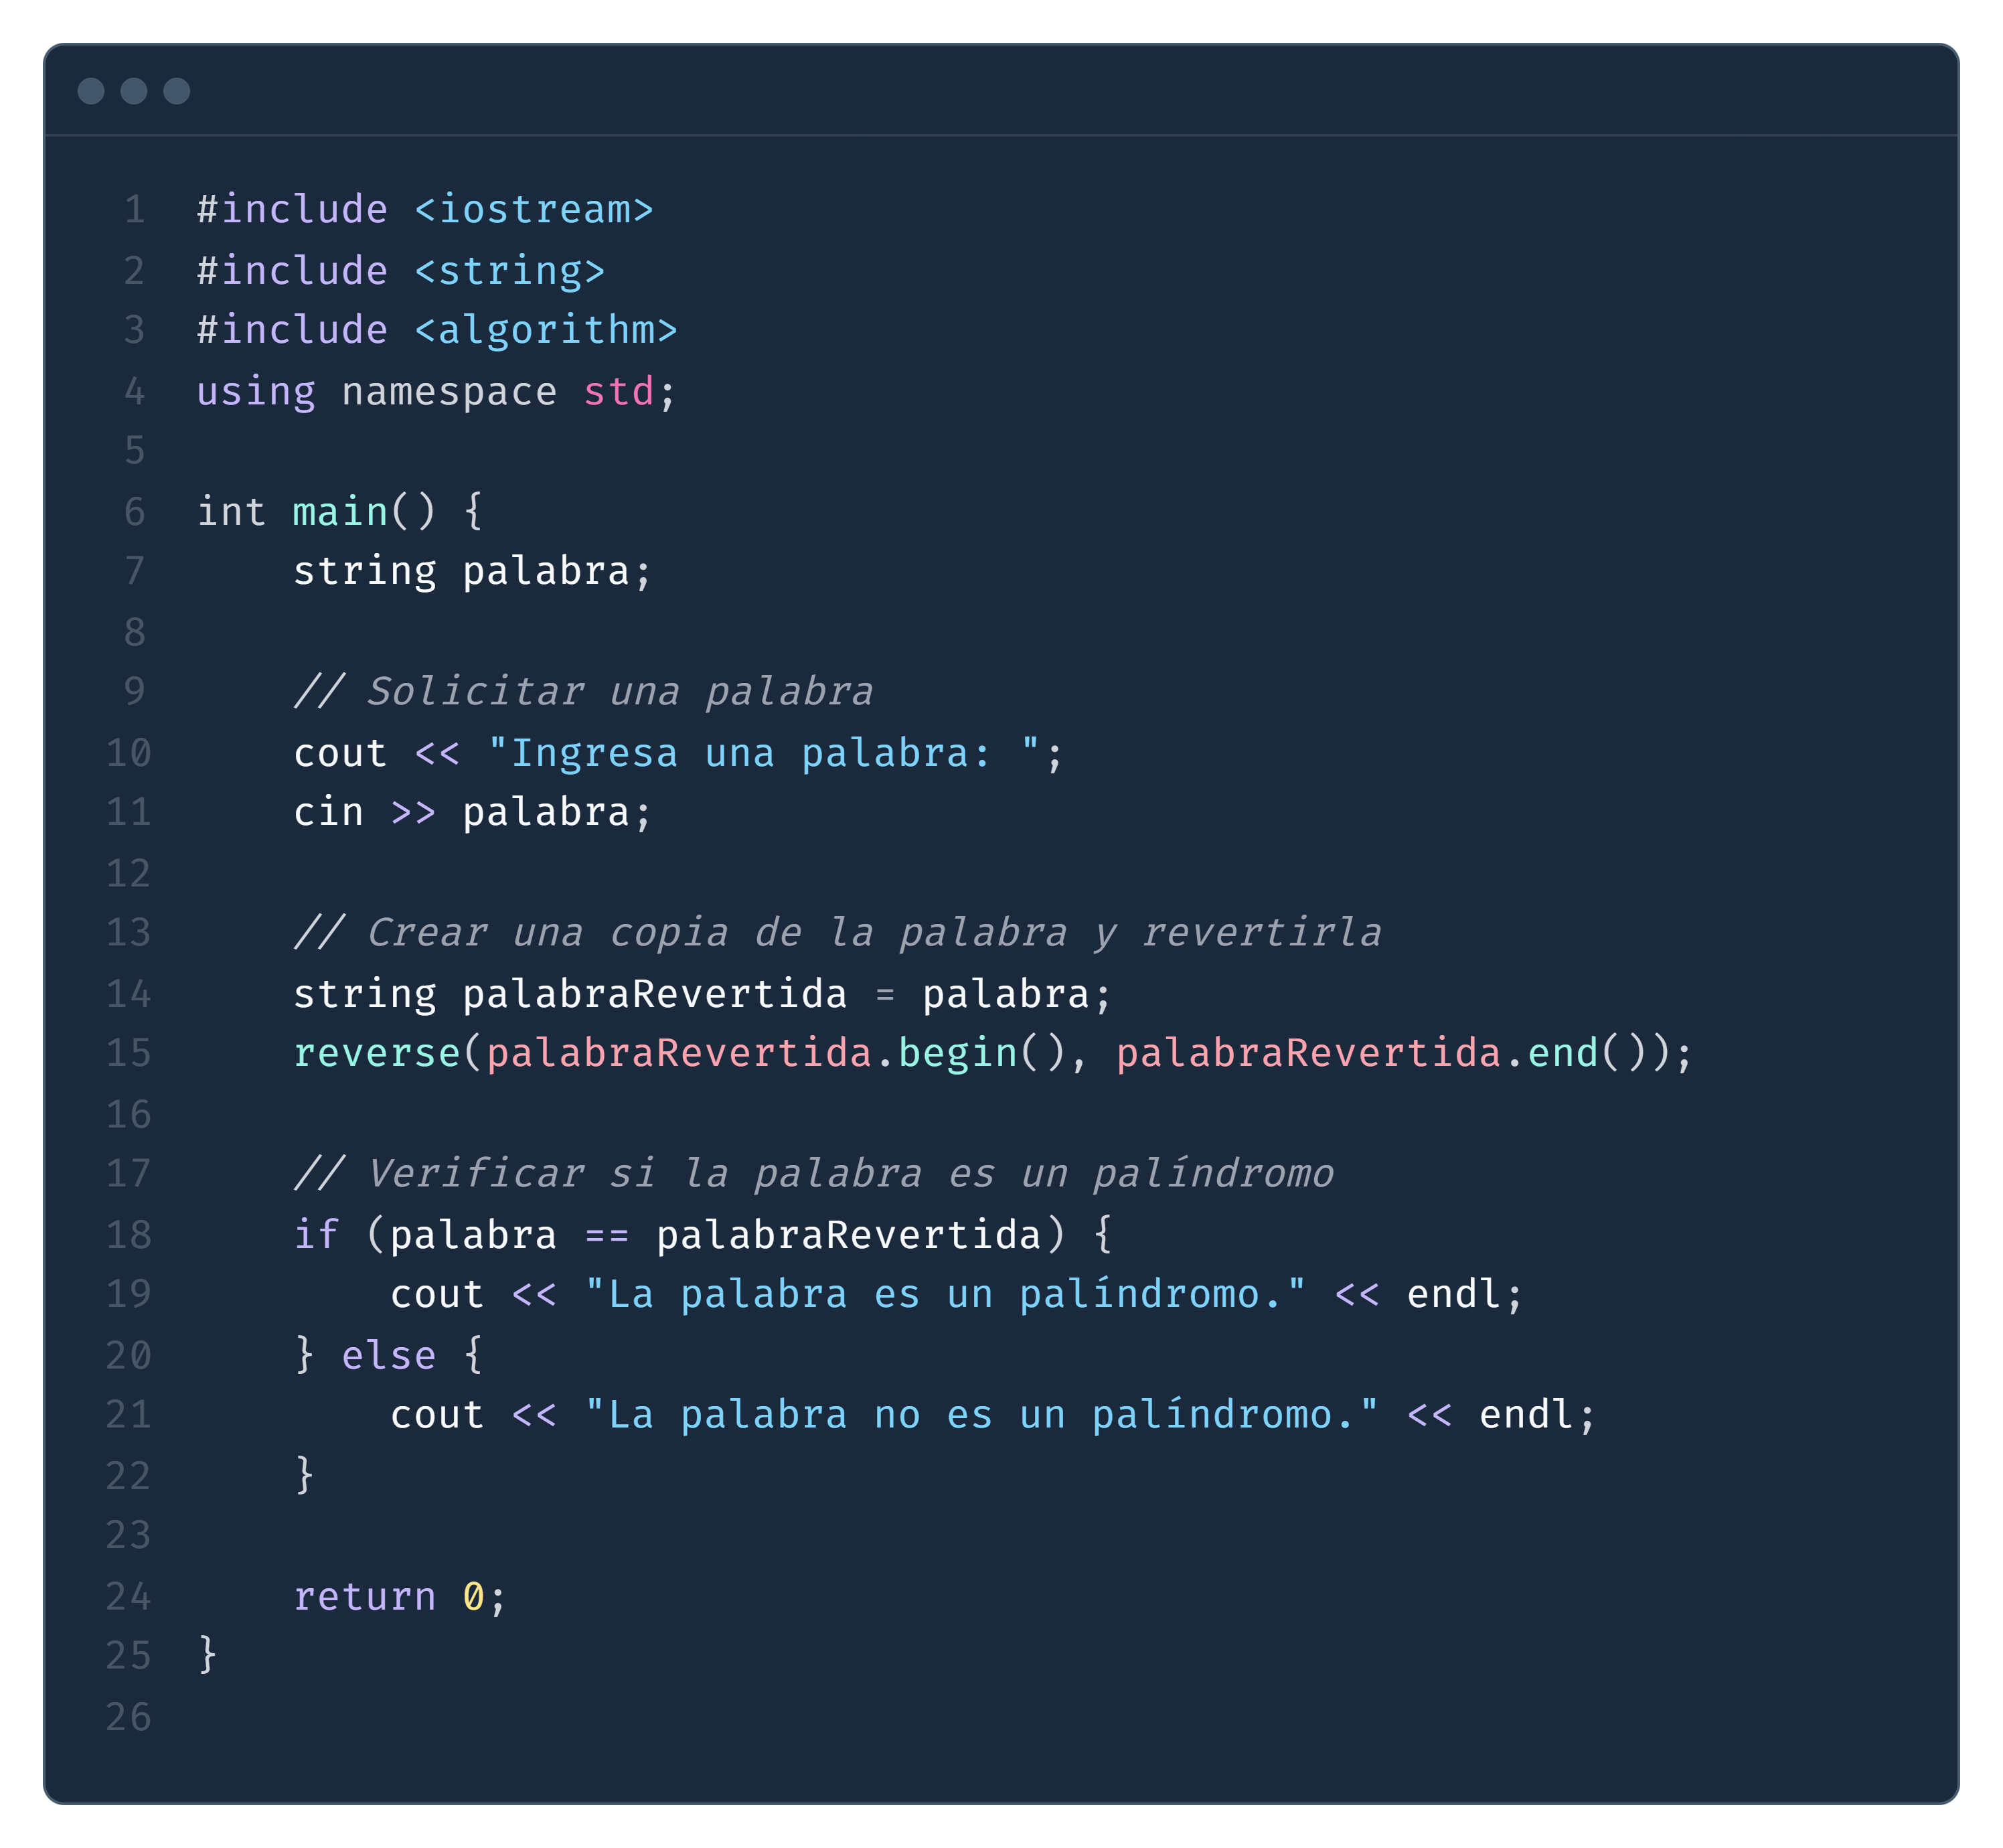 1 #include <iostream>
2 #include <string>
3 #include <algorithm>
4 using namespace std;
5
6 int main() {
7     string palabra;
8
9     // Solicitar una palabra
10     cout << "Ingresa una palabra: ";
11     cin >> palabra;
12
13     // Crear una copia de la palabra y revertirla
14     string palabraRevertida = palabra;
15     reverse(palabraRevertida.begin(), palabraRevertida.end());
16
17     // Verificar si la palabra es un palíndromo
18     if (palabra == palabraRevertida) {
19         cout << "La palabra es un palíndromo." << endl;
20     } else {
21         cout << "La palabra no es un palíndromo." << endl;
22     }
23
24     return 0;
25 }
26